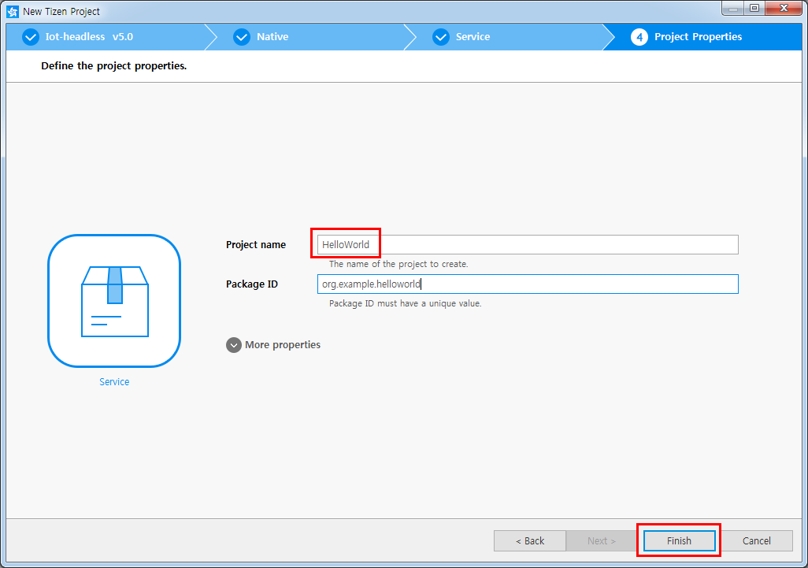 New Tizen Project
Iot-headless v5.0
Native
Service
4 Project Properties
Define the project properties.
Project name
HelloWorld
The name of the project to create.
Package ID
org.example.helloworld
Package ID must have a unique value.
More properties
Service
< Back
Next >
Finish
Cancel